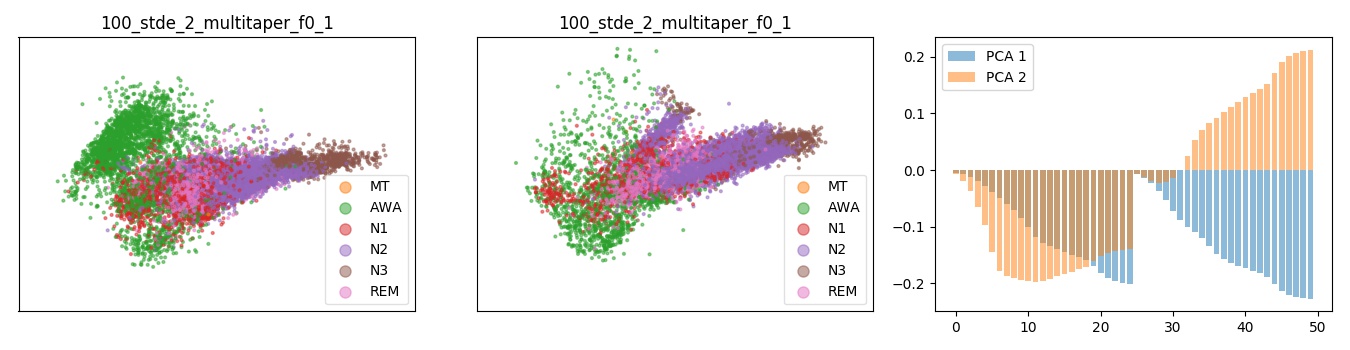 100_stde_2_multitaper_f0_1
MT
AWA
N1
N2
N3
REM
100_stde_2_multitaper_f0_1
MT
AWA
N1
N2
N3
REM
PCA 1
PCA 2
0.2
0.1
0.0
−0.1
−0.2
0 10 20 30 40 50